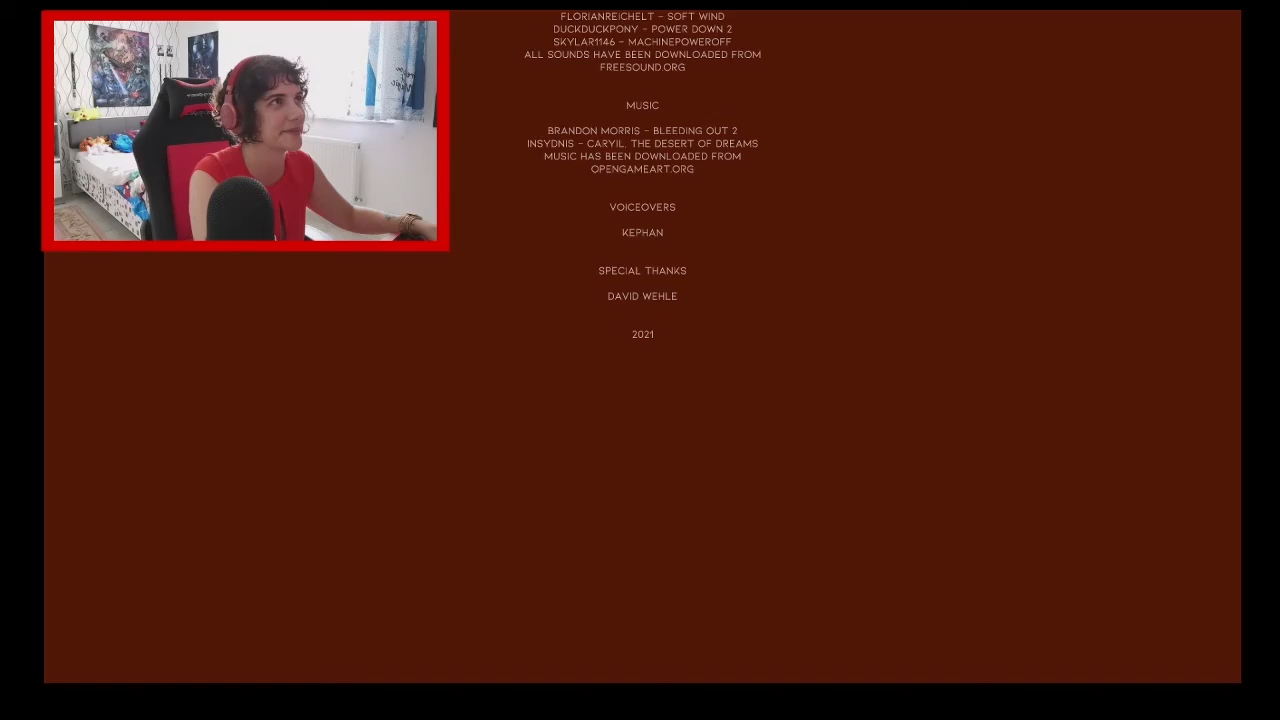 FLORIANREICHELT – SOFT WIND
DUCKDUCKPONY – POWER DOWN 2
SKYLAR1146 – MACHINEPOWEROFF
ALL SOUNDS HAVE BEEN DOWNLOADED FROM
FREESOUND.ORG
MUSIC
BRANDON MORRIS – BLEEDING OUT 2
INSYDNIS – CARYIL, THE DESERT OF DREAMS
MUSIC HAS BEEN DOWNLOADED FROM
OPENGAMEART.ORG
VOICEOVERS
KEPHAN
SPECIAL THANKS
DAVID WEHLE
2021